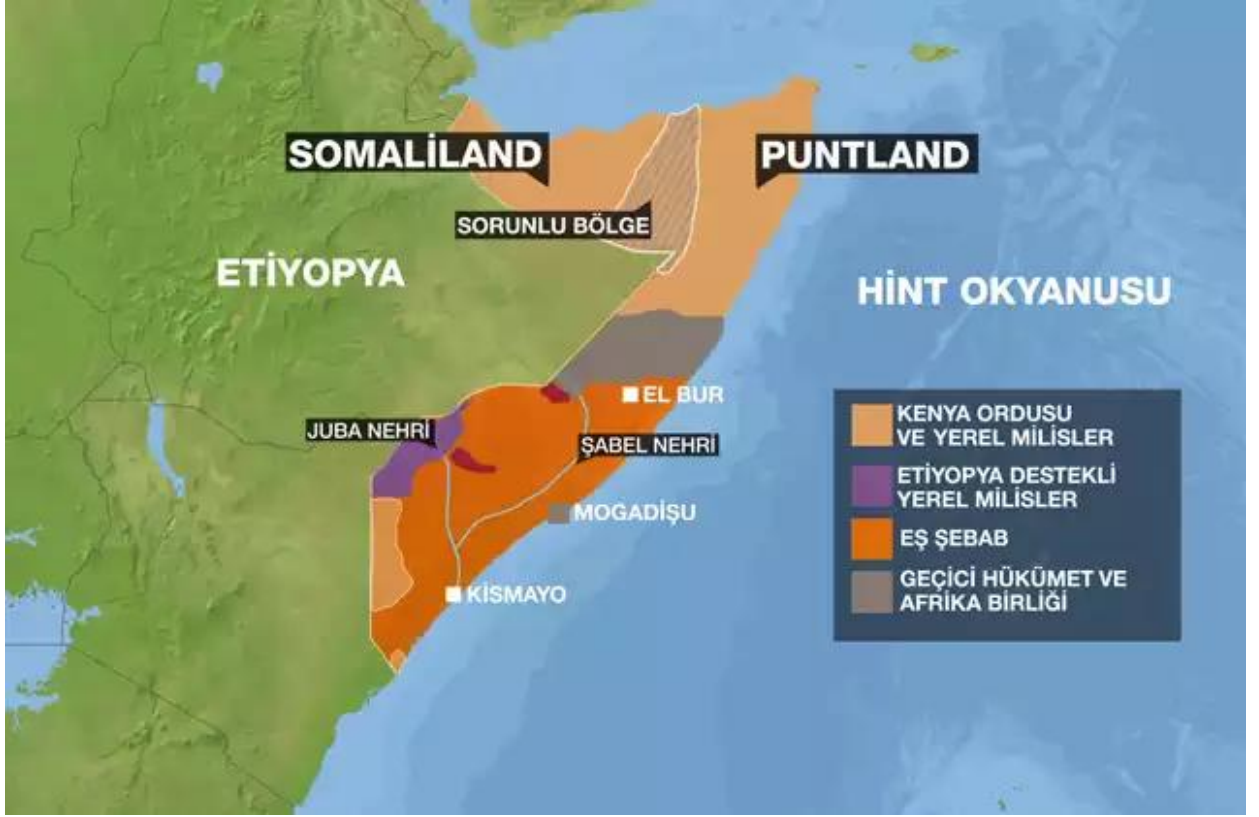 SOMALİLAND
PUNTLAND
SORUNLU BÖLGE
ETİYOPYA
HİNT OKYANUSU
EL BUR
JUBA NEHRİ
ŞABEL NEHRİ
MOGADİŞU
KİSMAYO
KENYA ORDUSU
VE YEREL MİLİSLER
ETİYOPYA DESTEKLİ
YEREL MİLİSLER
EŞ ŞEBAB
GEÇİCİ HÜKÜMET VE
AFRİKA BİRLİĞİ